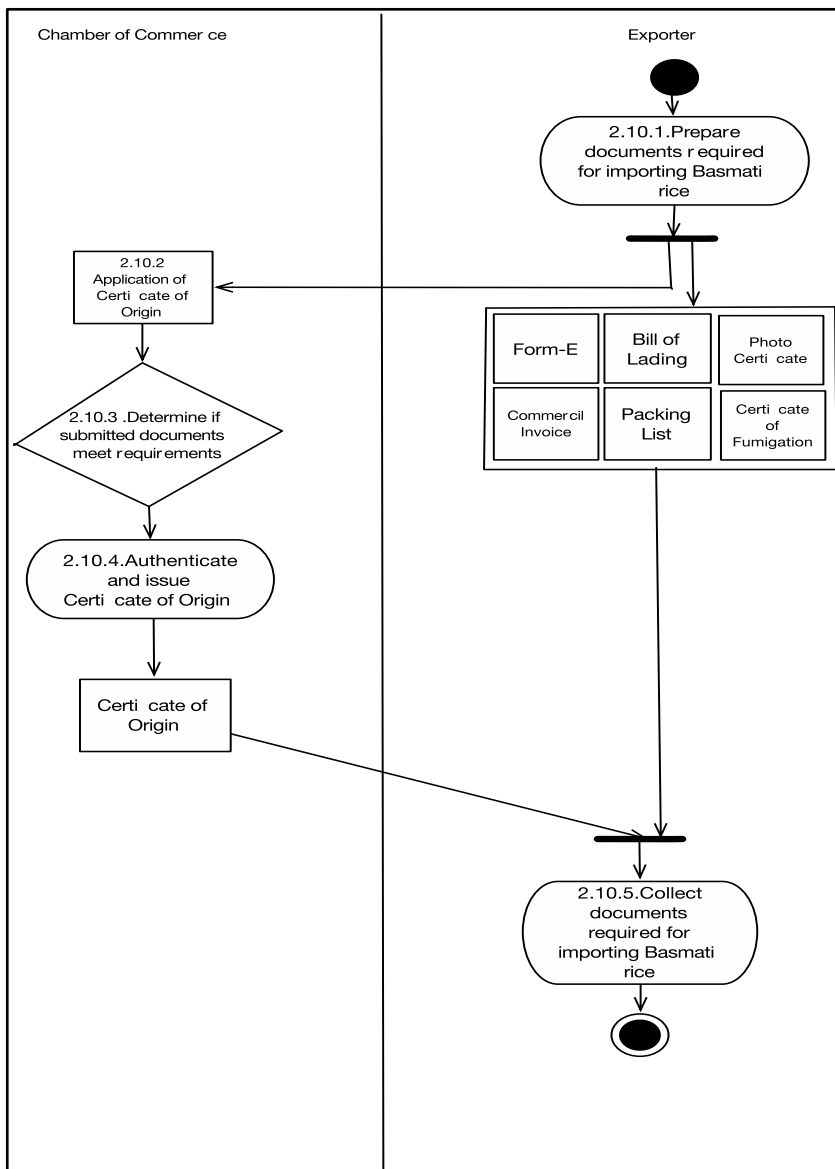 Chamber of Commer ce
Exporter
2.10.1.Prepare
documents r equired
for importing Basmati
rice
2.10.2
Application of
Certi cate of
Origin
Form-E
Bill of
Lading
Photo
Certi cate
Commercil
Invoice
Packing
List
Certi cate
of
Fumigation
2.10.3 .Determine if
submitted documents
meet requirements
2.10.4.Authenticate
and issue
Certi cate of Origin
Certi cate of
Origin
2.10.5.Collect
documents
required for
importing Basmati
rice